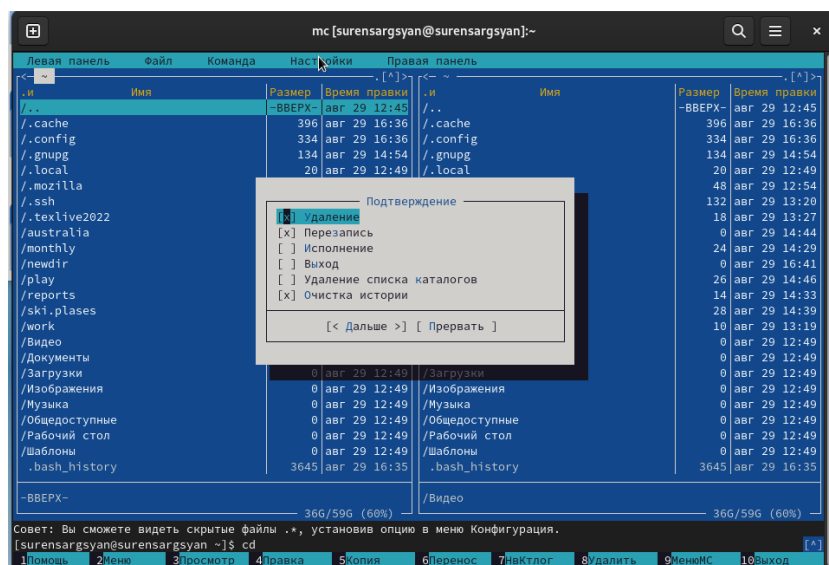 mc [surensargsyan@surensargsyan]:~
Левая панель Файл Команда Настройки Правая панель
<— ~ .[^]> <— ~ .[^]>
.и Имя Размер Время правки .и Имя Размер Время правки
/.. -ВВЕРХ- авг 29 12:45 /.. -ВВЕРХ- авг 29 12:45
/.cache 396 авг 29 16:36 /.cache 396 авг 29 16:36
/.config 334 авг 29 16:36 /.config 334 авг 29 16:36
/.gnupg 134 авг 29 14:54 /.gnupg 134 авг 29 14:54
/.local 20 авг 29 12:49 /.local 20 авг 29 12:49
/.mozilla 48 авг 29 12:54
/.ssh 132 авг 29 13:20
/.texlive2022 18 авг 29 13:27
/australia 0 авг 29 14:44
/monthly 24 авг 29 14:29
/newdir 0 авг 29 16:41
/play 26 авг 29 14:46
/reports 14 авг 29 14:33
/ski.plases 28 авг 29 14:39
/work 10 авг 29 13:19
/Видео 0 авг 29 12:49
/Документы 0 авг 29 12:49
Подтверждение
[x] Удаление
[x] Перезапись
[ ] Исполнение
[ ] Выход
[ ] Удаление списка каталогов
[x] Очистка истории
[< Дальше >] [ Прервать ]
/Загрузки 0 авг 29 12:49 /Загрузки 0 авг 29 12:49
/Изображения 0 авг 29 12:49 /Изображения 0 авг 29 12:49
/Музыка 0 авг 29 12:49 /Музыка 0 авг 29 12:49
/Общедоступные 0 авг 29 12:49 /Общедоступные 0 авг 29 12:49
/Рабочий стол 0 авг 29 12:49 /Рабочий стол 0 авг 29 12:49
/Шаблоны 0 авг 29 12:49 /Шаблоны 0 авг 29 12:49
.bash_history 3645 авг 29 16:35 .bash_history 3645 авг 29 16:35
-ВВЕРХ- /Видео
36G/59G (60%) 36G/59G (60%)
Совет: Вы сможете видеть скрытые файлы .*, установив опцию в меню Конфигурация.
[surensargsyan@surensargsyan ~]$ cd [^]
1Помощь 2Меню 3Просмотр 4Правка 5Копия 6Перенос 7НвКтлог 8Удалить 9МенюMC 10Выход